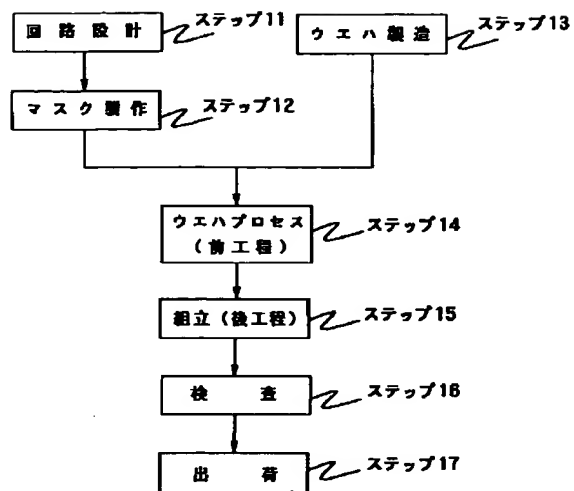 回路設計
ステップ11
ウエハ製造
ステップ13
マスク製作
ステップ12
ウエハプロセス
(前工程)
ステップ14
組立(後工程)
ステップ15
検査
ステップ16
出荷
ステップ17